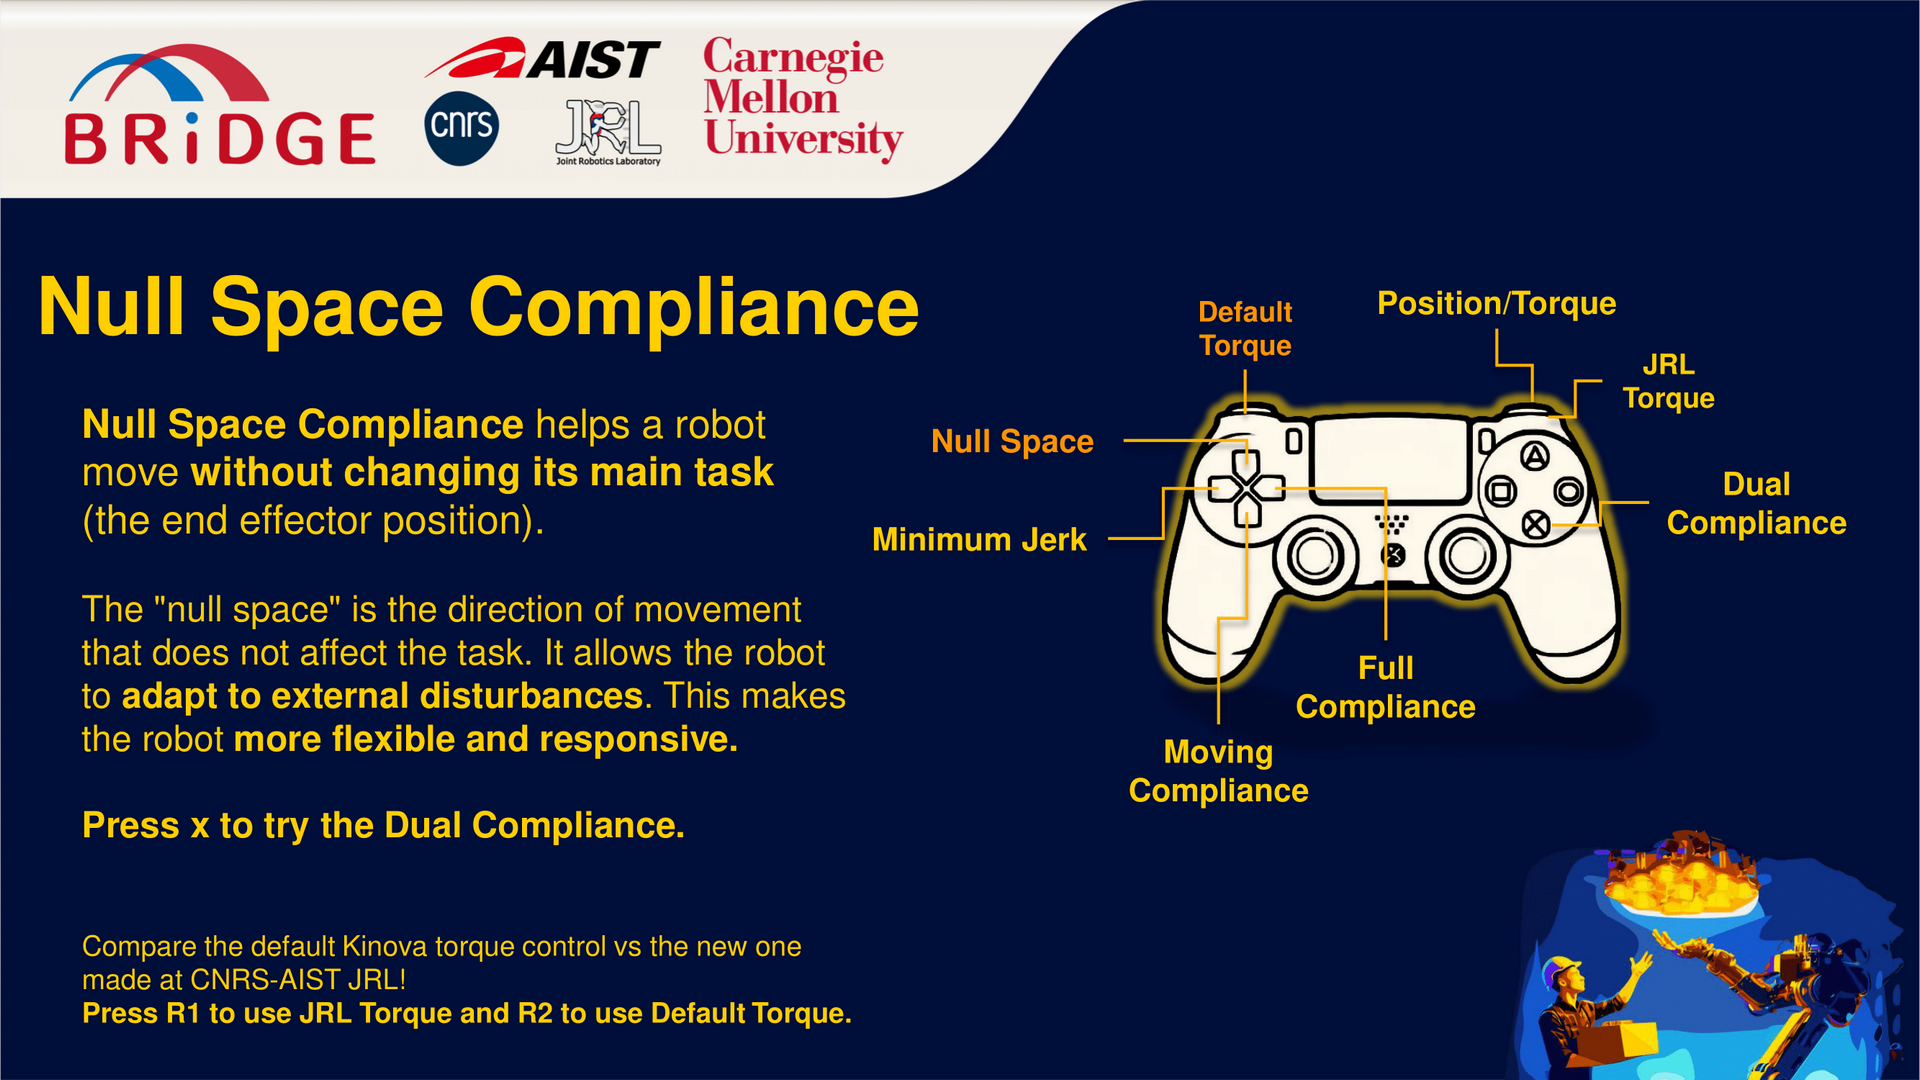 BRiDGE
AIST
cnrs
JRL
Joint Robotics Laboratory
Carnegie
Mellon
University
Null Space Compliance
Null Space Compliance helps a robot
move without changing its main task
(the end effector position).
The "null space" is the direction of movement
that does not affect the task. It allows the robot
to adapt to external disturbances. This makes
the robot more flexible and responsive.
Press x to try the Dual Compliance.
Compare the default Kinova torque control vs the new one
made at CNRS-AIST JRL!
Press R1 to use JRL Torque and R2 to use Default Torque.
Default
Torque
Position/Torque
JRL
Torque
Null Space
Dual
Compliance
Minimum Jerk
Full
Compliance
Moving
Compliance